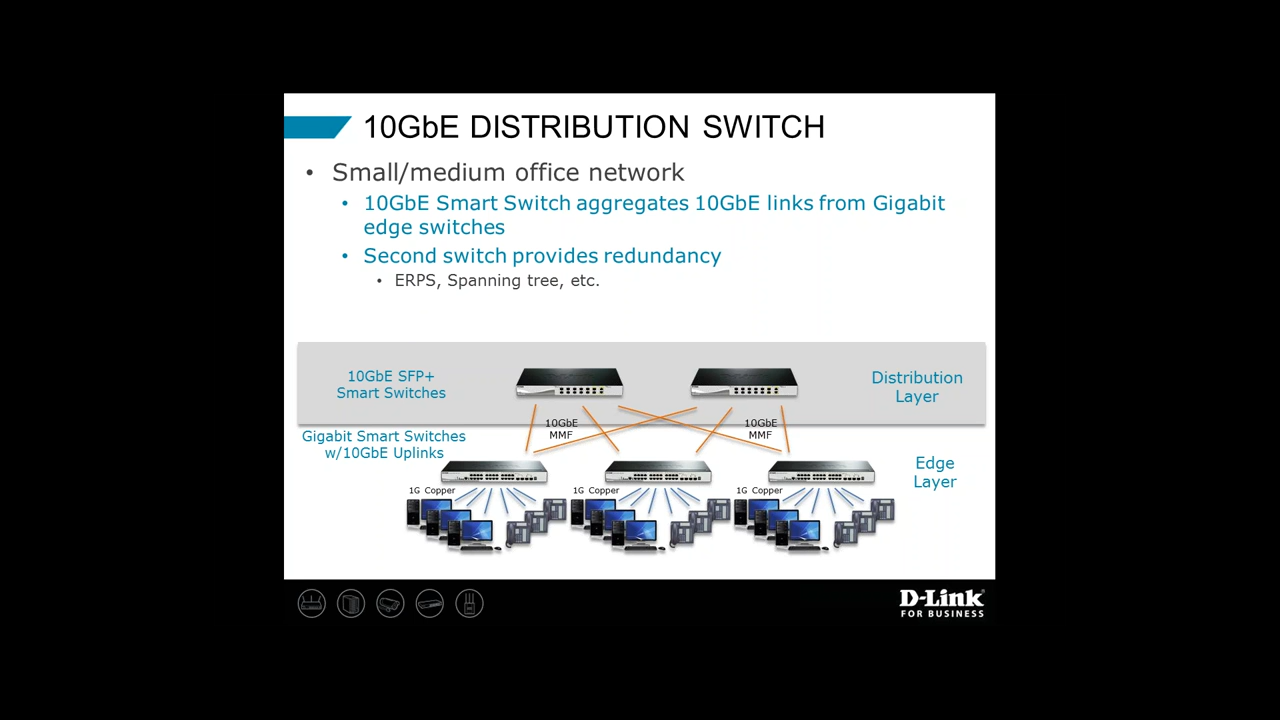 10GbE DISTRIBUTION SWITCH
• Small/medium office network
• 10GbE Smart Switch aggregates 10GbE links from Gigabit
edge switches
• Second switch provides redundancy
• ERPS, Spanning tree, etc.
10GbE SFP+
Smart Switches
Distribution
Layer
10GbE
MMF
10GbE
MMF
Gigabit Smart Switches
w/10GbE Uplinks
Edge
Layer
1G Copper
1G Copper
1G Copper
D-Link
FOR BUSINESS